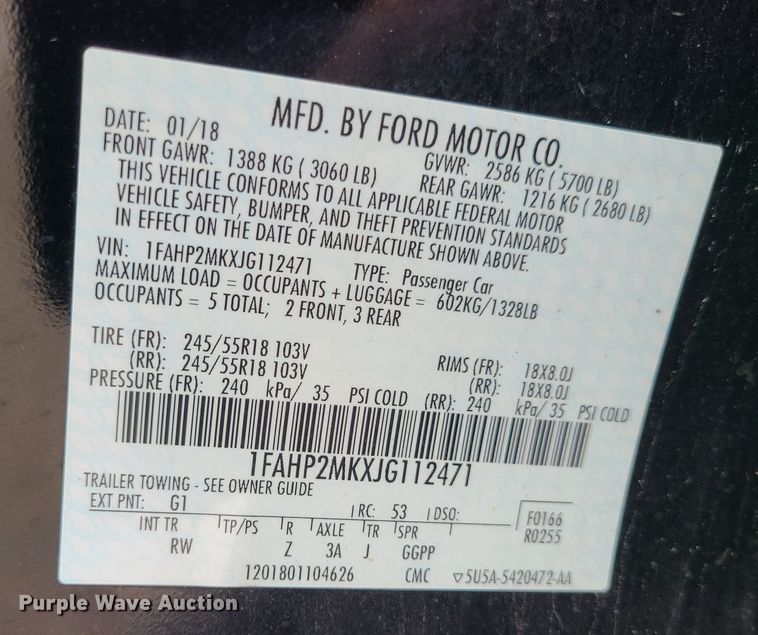 MFD. BY FORD MOTOR CO.
DATE: 01/18 GVWR: 2586 KG ( 5700 LB)
FRONT GAWR: 1388 KG ( 3060 LB) REAR GAWR: 1216 KG ( 2680 LB)
THIS VEHICLE CONFORMS TO ALL APPLICABLE FEDERAL MOTOR
VEHICLE SAFETY, BUMPER, AND THEFT PREVENTION STANDARDS
IN EFFECT ON THE DATE OF MANUFACTURE SHOWN ABOVE.
VIN: 1FAHP2MKXJG112471 TYPE: Passenger Car
MAXIMUM LOAD = OCCUPANTS + LUGGAGE = 602KG/1328LB
OCCUPANTS = 5 TOTAL; 2 FRONT, 3 REAR
TIRE (FR): 245/55R18 103V RIMS (FR): 18X8.0J
(RR): 245/55R18 103V (RR): 18X8.0J
PRESSURE (FR): 240 kPa/ 35 PSI COLD (RR): 240 kPa/ 35 PSI COLD
1FAHP2MKXJG112471
TRAILER TOWING - SEE OWNER GUIDE
EXT PNT: G1 RC: 53 DSO: F0166
R0255
INT TR TP/PS R AXLE TR SPR
RW Z 3A J GGPP
1201801104626 CMC ▽5U5A-5420472-AA
Purple Wave Auction